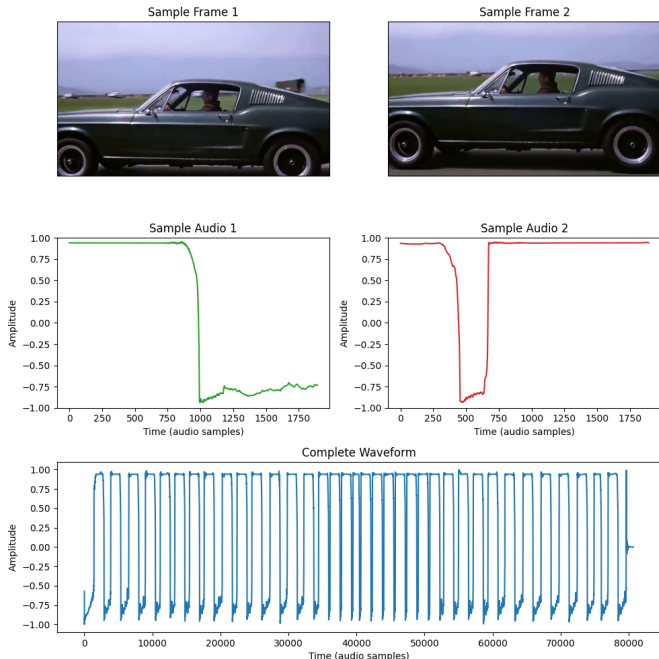 Sample Frame 1
Sample Frame 2
Sample Audio 1
1.00
0.75
0.50
0.25
0.00
−0.25
−0.50
−0.75
−1.00
Amplitude
0 250 500 750 1000 1250 1500 1750
Time (audio samples)
Sample Audio 2
1.00
0.75
0.50
0.25
0.00
−0.25
−0.50
−0.75
−1.00
Amplitude
0 250 500 750 1000 1250 1500 1750
Time (audio samples)
Complete Waveform
1.00
0.75
0.50
0.25
0.00
−0.25
−0.50
−0.75
−1.00
Amplitude
0 10000 20000 30000 40000 50000 60000 70000 80000
Time (audio samples)